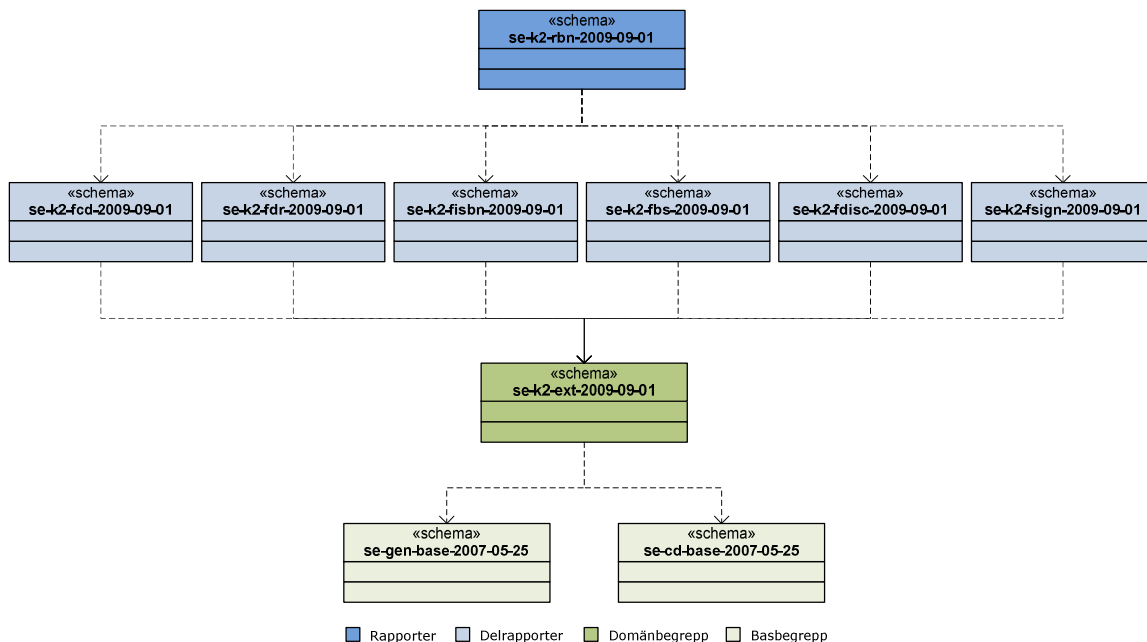 «schema»
se-k2-rbn-2009-09-01
«schema»
se-k2-fcd-2009-09-01
«schema»
se-k2-fdr-2009-09-01
«schema»
se-k2-fisbn-2009-09-01
«schema»
se-k2-fbs-2009-09-01
«schema»
se-k2-fdisc-2009-09-01
«schema»
se-k2-fsign-2009-09-01
«schema»
se-k2-ext-2009-09-01
«schema»
se-gen-base-2007-05-25
«schema»
se-cd-base-2007-05-25
Rapporter Delrapporter Domänbegrepp Basbegrepp